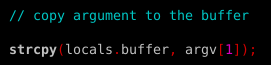 // copy argument to the buffer
strcpy(locals.buffer, argv[1]);